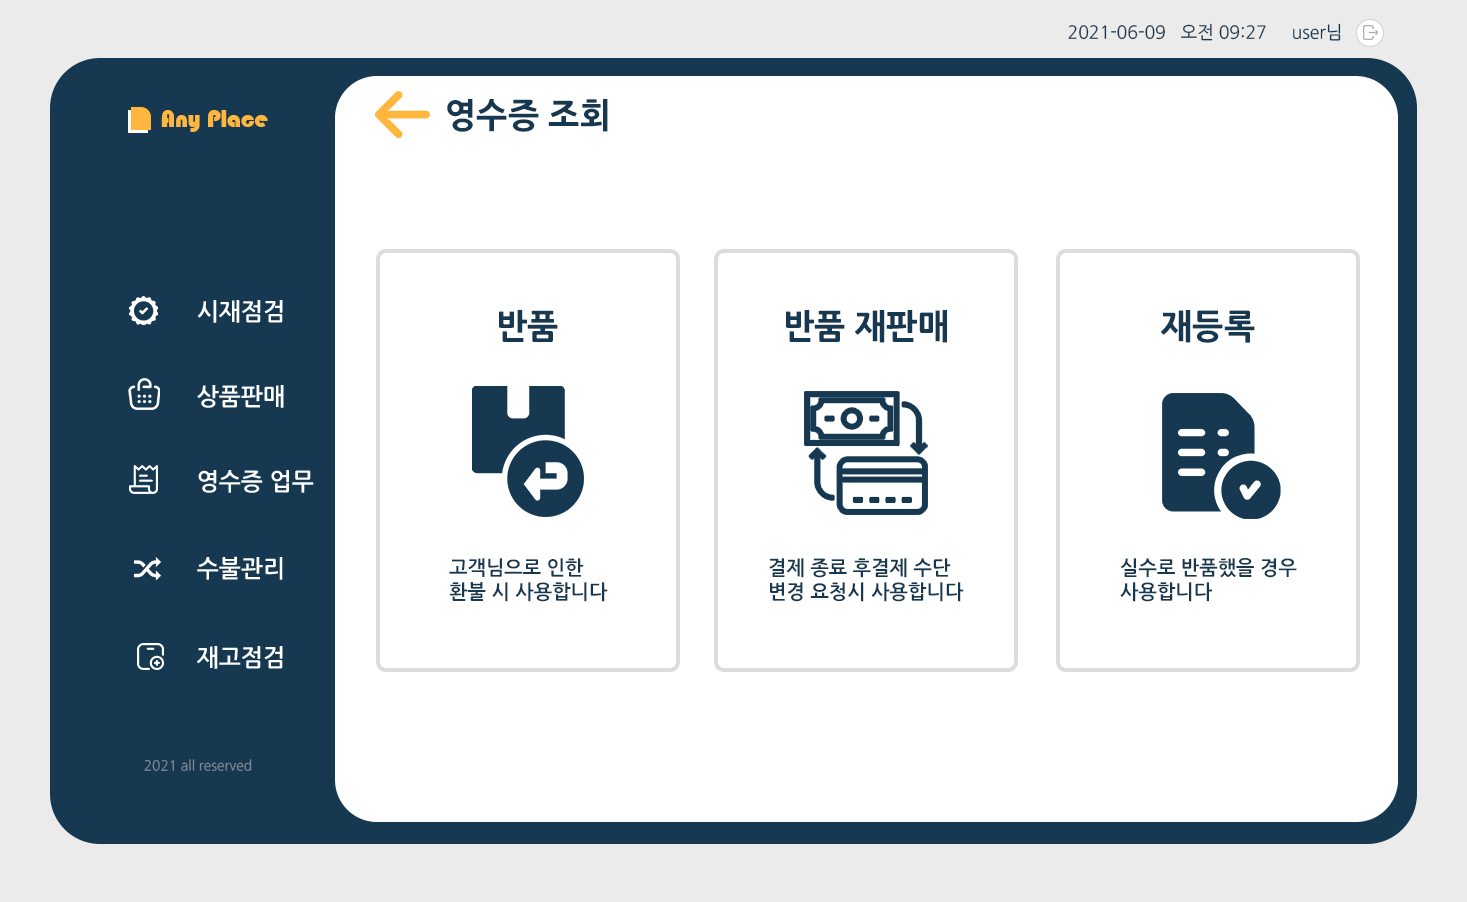 2021-06-09 오전 09:27 user님
Any Place
영수증 조회
시재점검
상품판매
영수증 업무
수불관리
재고점검
2021 all reserved
반품
고객님으로 인한
환불 시 사용합니다
반품 재판매
결제 종료 후결제 수단
변경 요청시 사용합니다
재등록
실수로 반품했을 경우
사용합니다